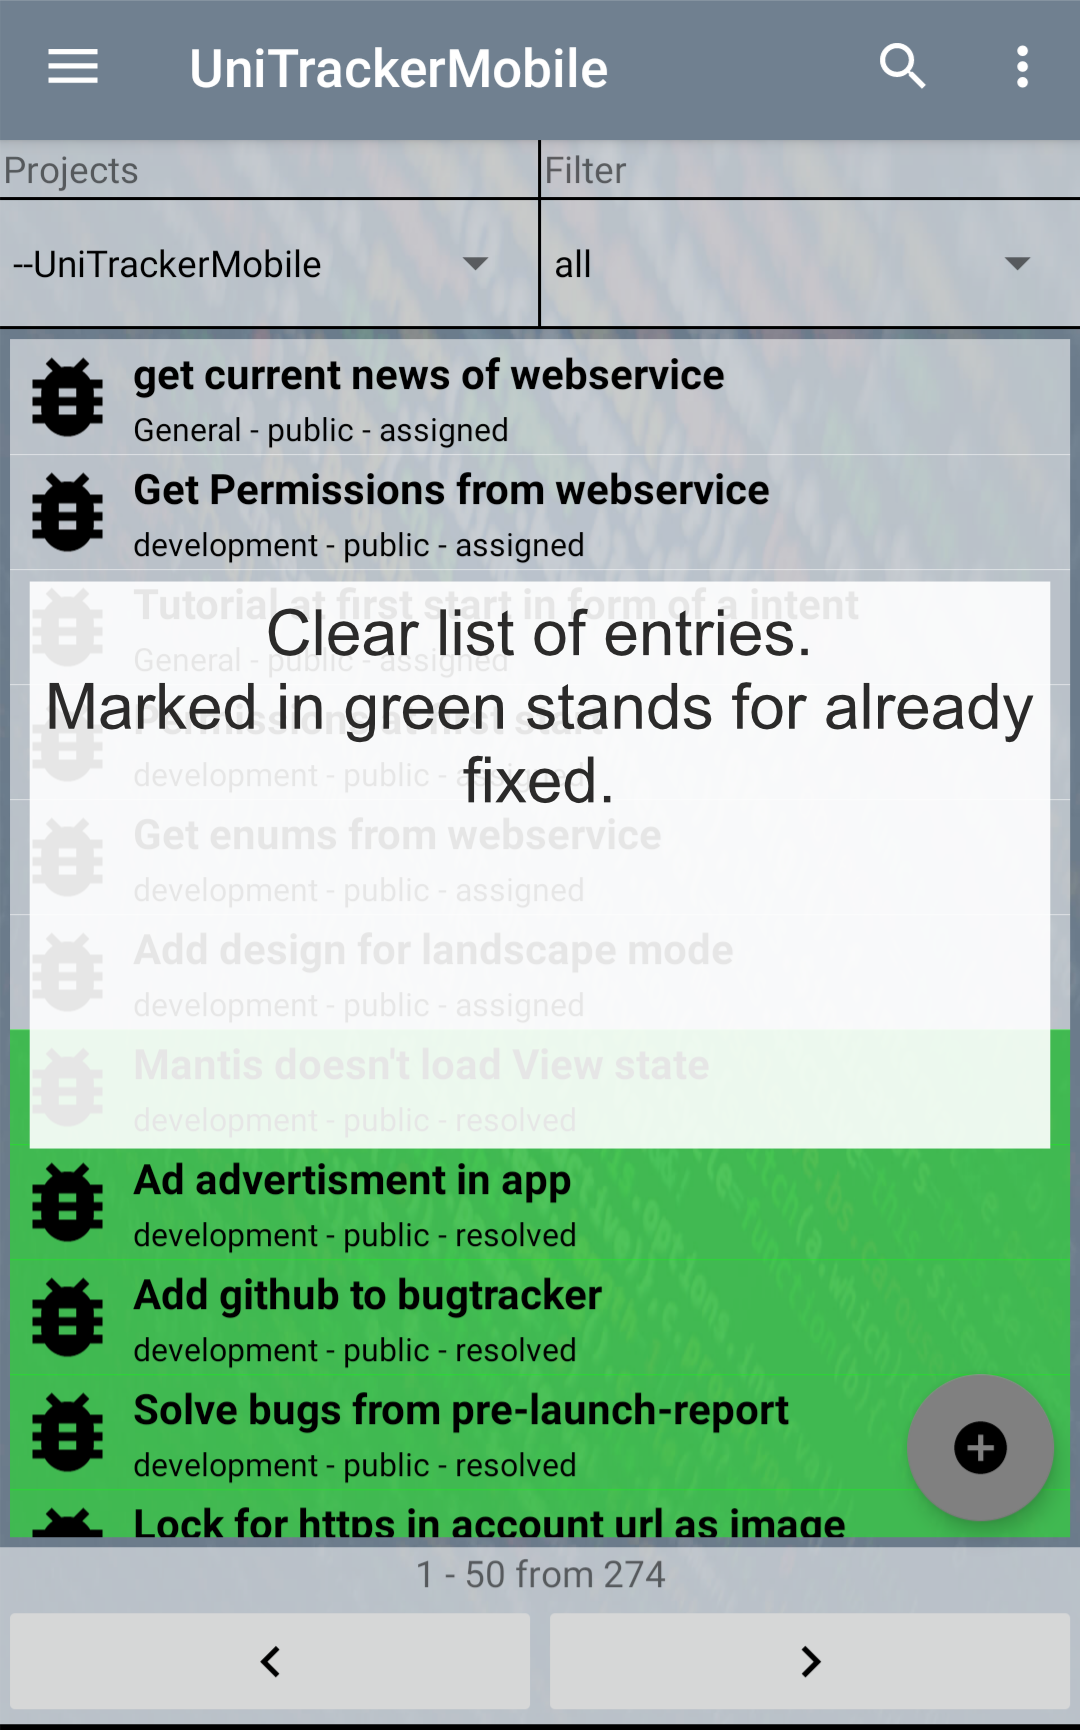 UniTrackerMobile
Projects
Filter
--UniTrackerMobile
all
get current news of webservice
General - public - assigned
Get Permissions from webservice
development - public - assigned
Tutorial at first start in form of a intent
General - public - assigned
Clear list of entries.
Marked in green stands for already
fixed.
Permissions at first start
development - public - assigned
Get enums from webservice
development - public - assigned
Add design for landscape mode
development - public - assigned
Mantis doesn't load View state
development - public - resolved
Ad advertisment in app
development - public - resolved
Add github to bugtracker
development - public - resolved
Solve bugs from pre-launch-report
development - public - resolved
Lock for https in account url as image
1 - 50 from 274